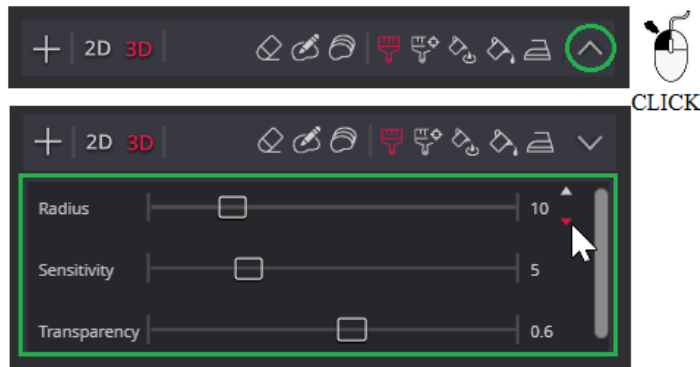 2D 3D
CLICK
2D 3D
Radius 10
Sensitivity 5
Transparency 0.6